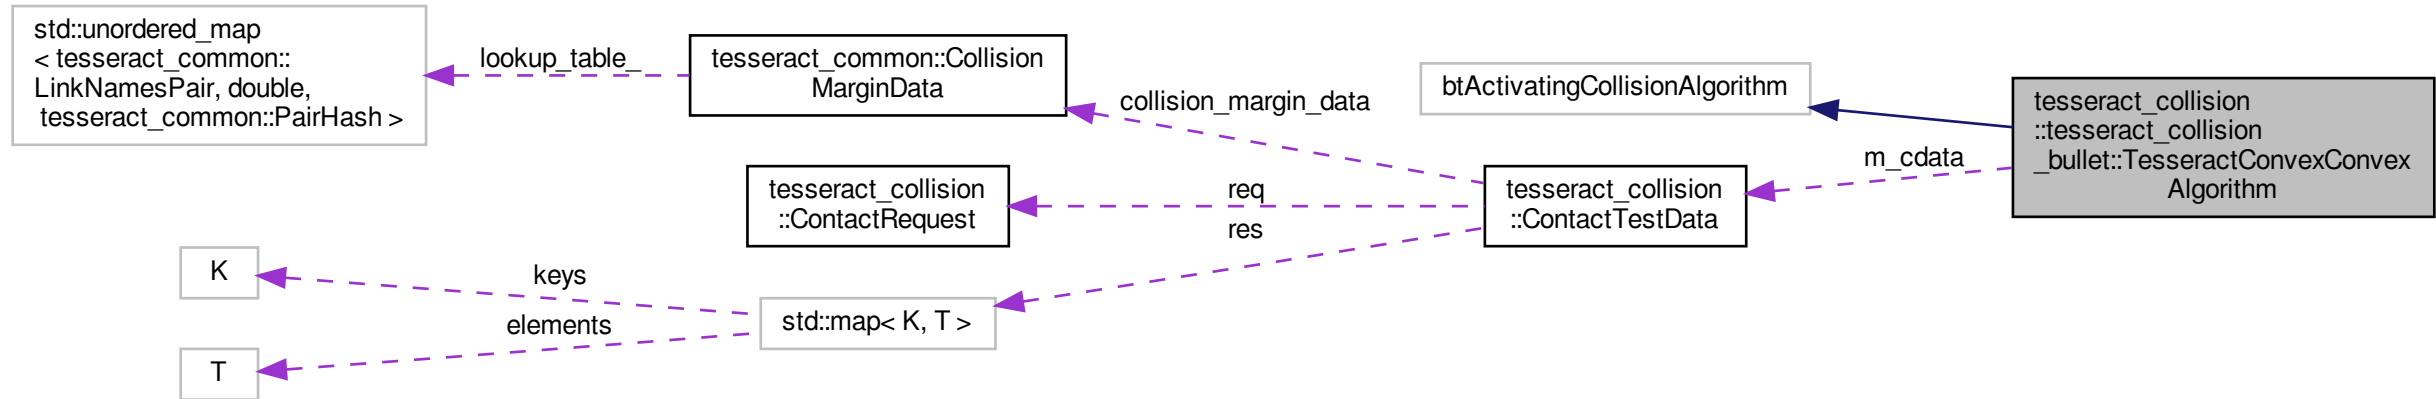 std::unordered_map
< tesseract_common::
LinkNamesPair, double,
tesseract_common::PairHash >
lookup_table_
tesseract_common::Collision
MarginData
collision_margin_data
btActivatingCollisionAlgorithm
tesseract_collision
::tesseract_collision
_bullet::TesseractConvexConvex
Algorithm
m_cdata
tesseract_collision
::ContactRequest
req
res
tesseract_collision
::ContactTestData
K
keys
elements
std::map< K, T >
T